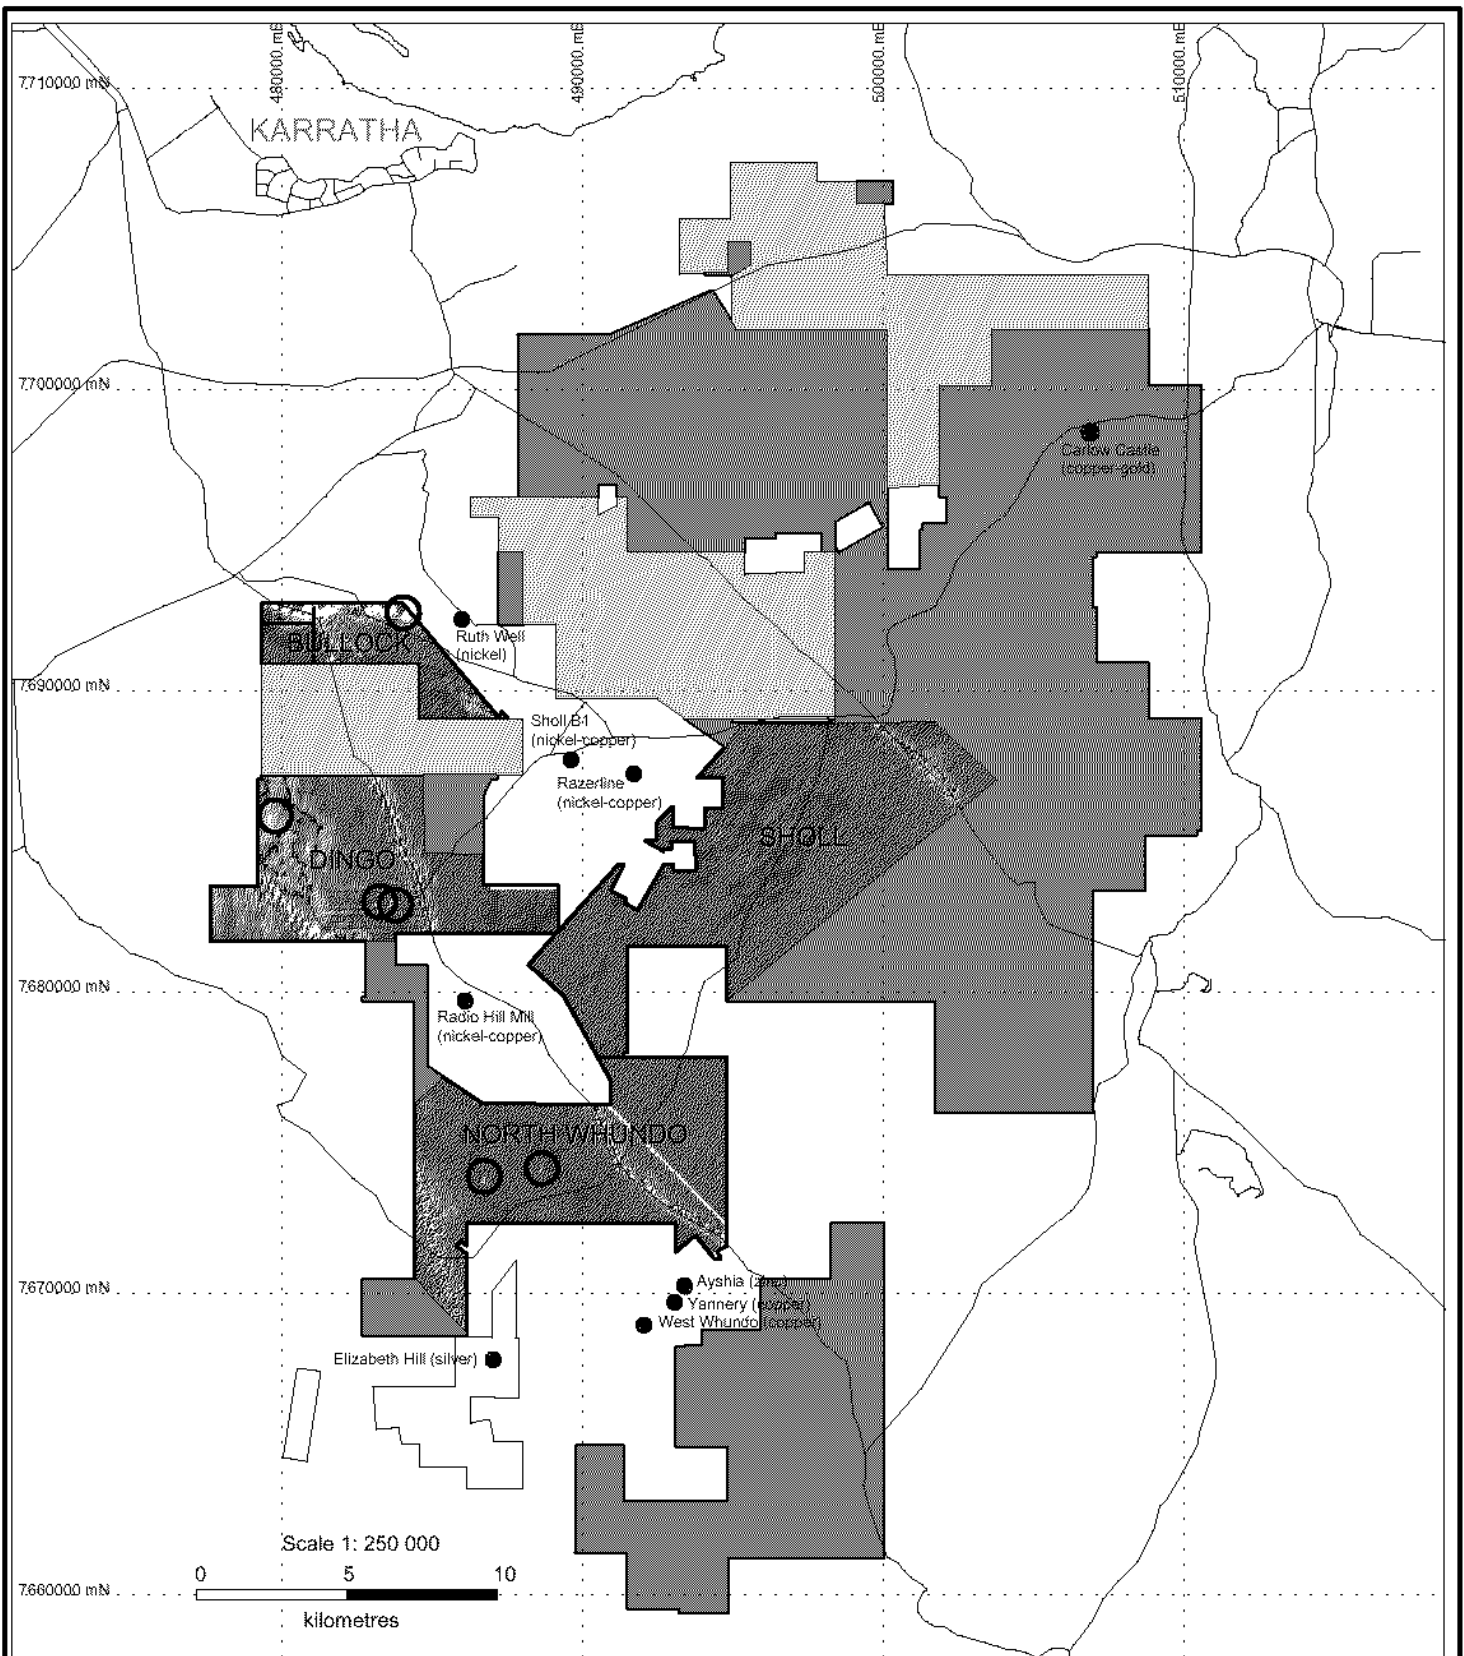 480000 mE
490000 mE
500000 mE
510000 mE
7710000 mN
KARRATHA
7700000 mN
Carlow Castle
(copper-gold)
BULLOCK
Ruth Well
(nickel)
7690000 mN
Sholl B1
(nickel-copper)
Razerline
(nickel-copper)
SHOLL
DINGO
7680000 mN
Radio Hill Mill
(nickel-copper)
NORTH WHUNDO
7670000 mN
Ayshia (zinc)
Yannery (copper)
West Whundo (copper)
Elizabeth Hill (silver)
Scale 1: 250 000
0 5 10
kilometres
7660000 mN